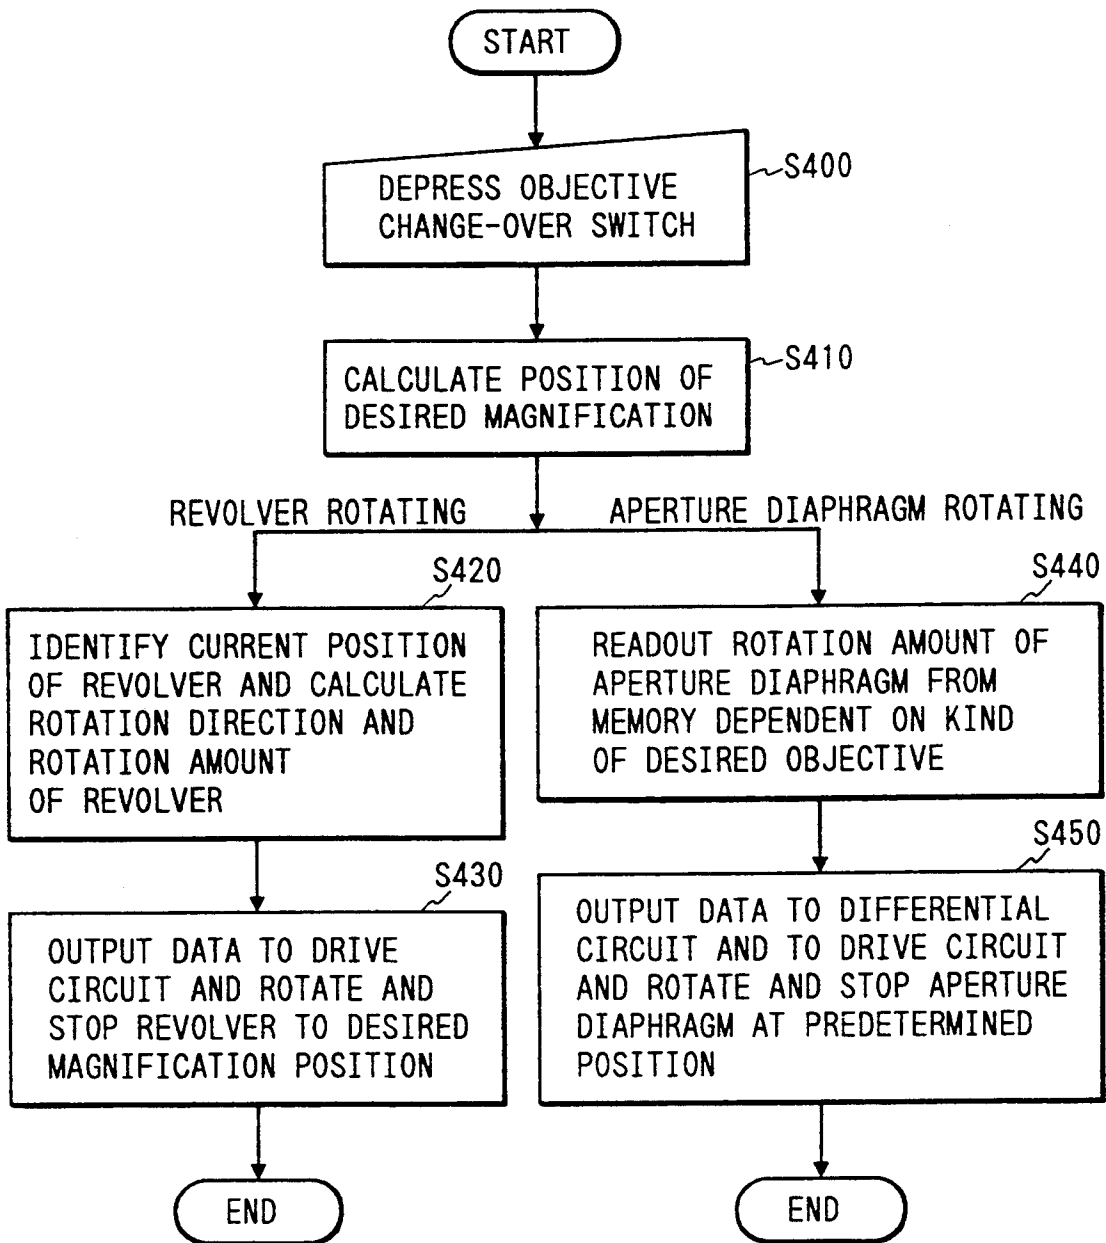 START
DEPRESS OBJECTIVE
CHANGE-OVER SWITCH
S400
CALCULATE POSITION OF
DESIRED MAGNIFICATION
S410
REVOLVER ROTATING
APERTURE DIAPHRAGM ROTATING
S420
IDENTIFY CURRENT POSITION
OF REVOLVER AND CALCULATE
ROTATION DIRECTION AND
ROTATION AMOUNT
OF REVOLVER
S440
READOUT ROTATION AMOUNT OF
APERTURE DIAPHRAGM FROM
MEMORY DEPENDENT ON KIND
OF DESIRED OBJECTIVE
S430
OUTPUT DATA TO DRIVE
CIRCUIT AND ROTATE AND
STOP REVOLVER TO DESIRED
MAGNIFICATION POSITION
S450
OUTPUT DATA TO DIFFERENTIAL
CIRCUIT AND TO DRIVE CIRCUIT
AND ROTATE AND STOP APERTURE
DIAPHRAGM AT PREDETERMINED
POSITION
END
END